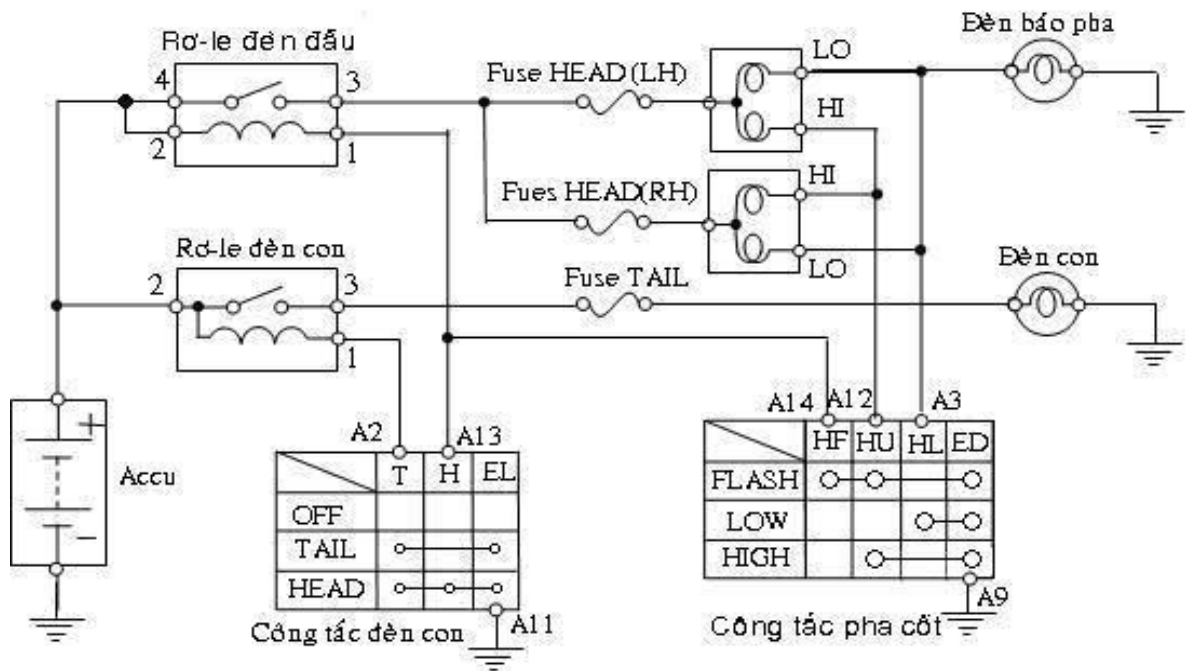 Rơ-le đèn đầu
Đèn báo pha
4
3
2
1
Fuse HEAD(LH)
LO
HI
Fues HEAD(RH)
HI
LO
Rơ-le đèn con
2
3
1
Fuse TAIL
Đèn con
+
-
Accu
A2
A13
T H EL
OFF
TAIL
HEAD
A11
Công tắc đèn con
A14 A12 A3
HF HU HL ED
FLASH
LOW
HIGH
A9
Công tắc pha cốt